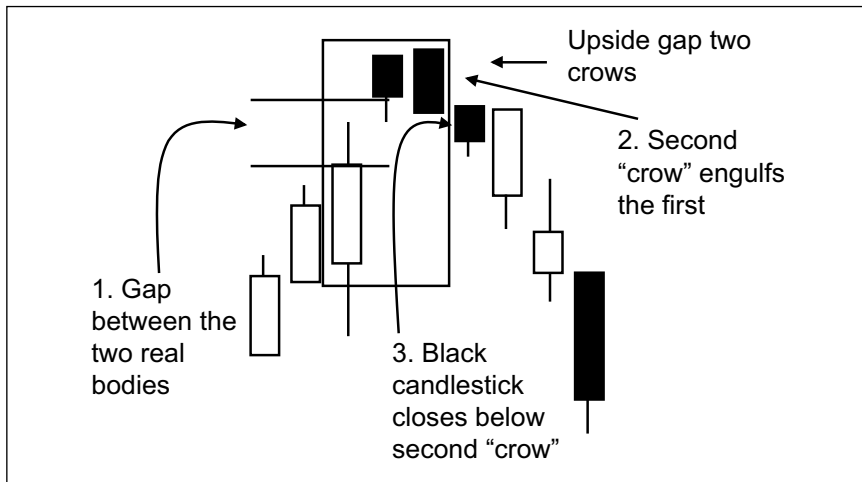 Upside gap two
crows
2. Second
“crow” engulfs
the first
1. Gap
between the
two real
bodies
3. Black
candlestick
closes below
second “crow”